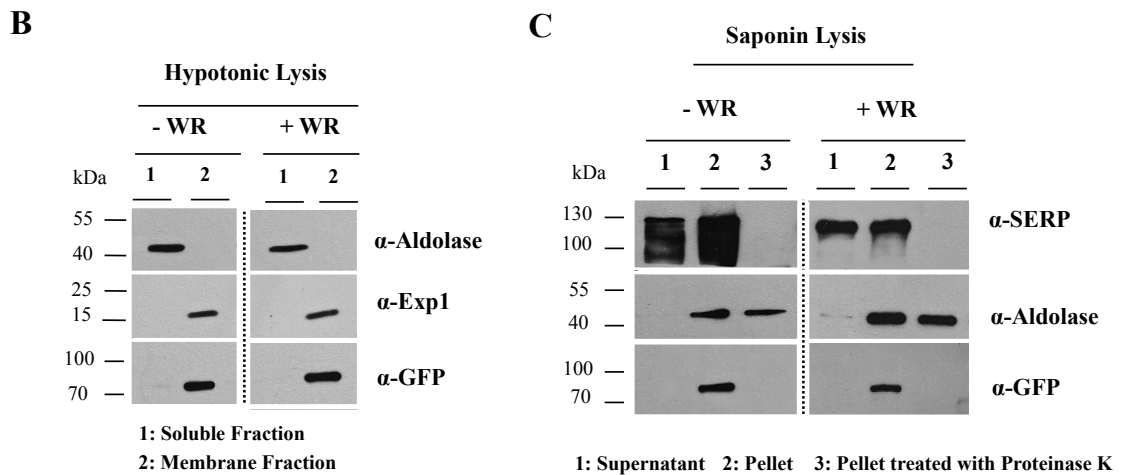 B
Hypotonic Lysis
- WR + WR
kDa 1 2 1 2
55
40
α-Aldolase
25
15
α-Exp1
100
70
α-GFP
1: Soluble Fraction
2: Membrane Fraction
C
Saponin Lysis
- WR + WR
kDa 1 2 3 1 2 3
130
100
α-SERP
55
40
α-Aldolase
100
70
α-GFP
1: Supernatant 2: Pellet 3: Pellet treated with Proteinase K